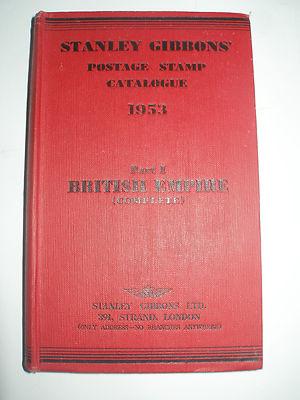 STANLEY GIBBONS'
POSTAGE STAMP
CATALOGUE
1953
Part I
BRITISH EMPIRE
(COMPLETE)
STANLEY GIBBONS LTD.
391, STRAND, LONDON
(ONLY ADDRESS—NO BRANCHES ANYWHERE)